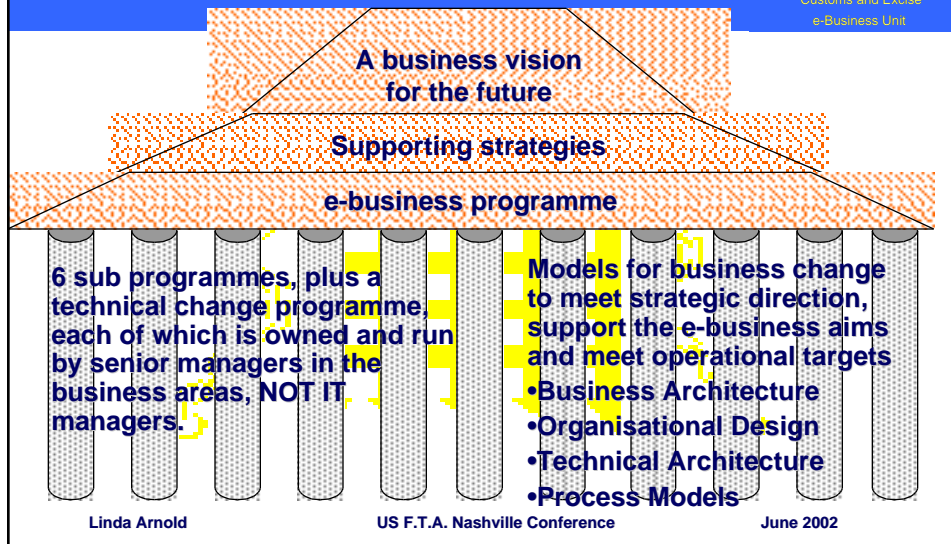 Customs and Excise
e-Business Unit
A business vision
for the future
Supporting strategies
e-business programme
6 sub programmes, plus a
technical change programme,
each of which is owned and run
by senior managers in the
business areas, NOT IT
managers.
Models for business change
to meet strategic direction,
support the e-business aims
and meet operational targets
•Business Architecture
•Organisational Design
•Technical Architecture
•Process Models
Linda Arnold
US F.T.A. Nashville Conference
June 2002